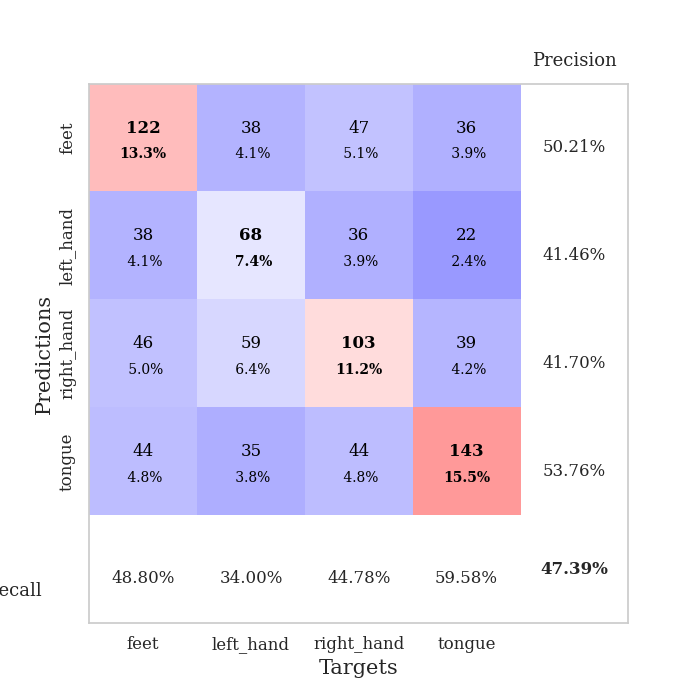 Precision
feet
122 38 47 36 50.21%
13.3% 4.1% 5.1% 3.9%
left_hand
38 68 36 22 41.46%
4.1% 7.4% 3.9% 2.4%
Predictions
right_hand
46 59 103 39 41.70%
5.0% 6.4% 11.2% 4.2%
tongue
44 35 44 143 53.76%
4.8% 3.8% 4.8% 15.5%
ecall
48.80% 34.00% 44.78% 59.58% 47.39%
feet left_hand right_hand tongue
Targets